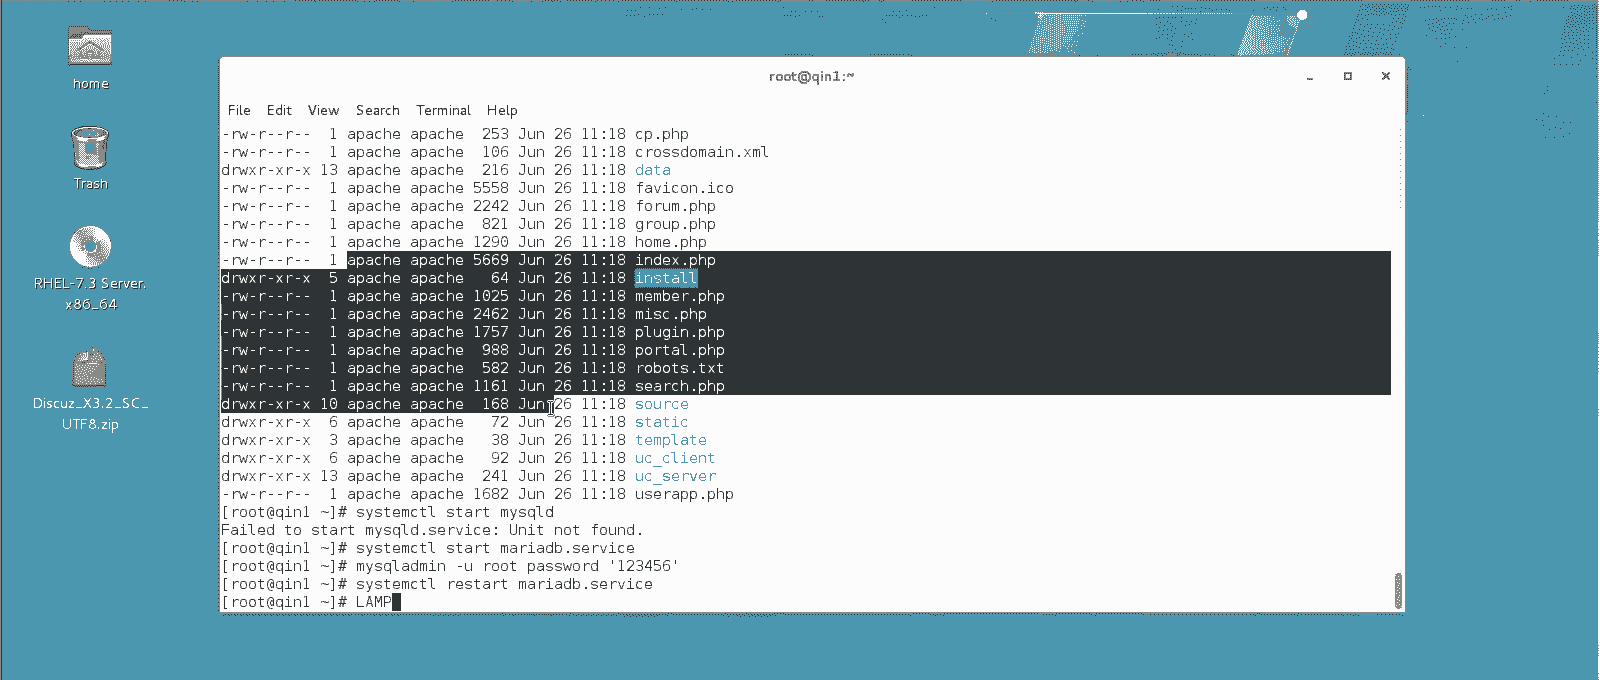 home
Trash
RHEL-7.3 Server.
x86_64
Discuz_X3.2_SC_
UTF8.zip
root@qin1:~
File Edit View Search Terminal Help
-rw-r--r-- 1 apache apache 253 Jun 26 11:18 cp.php
-rw-r--r-- 1 apache apache 106 Jun 26 11:18 crossdomain.xml
drwxr-xr-x 13 apache apache 216 Jun 26 11:18 data
-rw-r--r-- 1 apache apache 5558 Jun 26 11:18 favicon.ico
-rw-r--r-- 1 apache apache 2242 Jun 26 11:18 forum.php
-rw-r--r-- 1 apache apache 821 Jun 26 11:18 group.php
-rw-r--r-- 1 apache apache 1290 Jun 26 11:18 home.php
-rw-r--r-- 1 apache apache 5669 Jun 26 11:18 index.php
drwxr-xr-x 5 apache apache 64 Jun 26 11:18 install
-rw-r--r-- 1 apache apache 1025 Jun 26 11:18 member.php
-rw-r--r-- 1 apache apache 2462 Jun 26 11:18 misc.php
-rw-r--r-- 1 apache apache 1757 Jun 26 11:18 plugin.php
-rw-r--r-- 1 apache apache 988 Jun 26 11:18 portal.php
-rw-r--r-- 1 apache apache 582 Jun 26 11:18 robots.txt
-rw-r--r-- 1 apache apache 1161 Jun 26 11:18 search.php
drwxr-xr-x 10 apache apache 168 Jun 26 11:18 source
drwxr-xr-x 6 apache apache 72 Jun 26 11:18 static
drwxr-xr-x 3 apache apache 38 Jun 26 11:18 template
drwxr-xr-x 6 apache apache 92 Jun 26 11:18 uc_client
drwxr-xr-x 13 apache apache 241 Jun 26 11:18 uc_server
-rw-r--r-- 1 apache apache 1682 Jun 26 11:18 userapp.php
[root@qin1 ~]# systemctl start mysqld
Failed to start mysqld.service: Unit not found.
[root@qin1 ~]# systemctl start mariadb.service
[root@qin1 ~]# mysqladmin -u root password '123456'
[root@qin1 ~]# systemctl restart mariadb.service
[root@qin1 ~]# LAMP